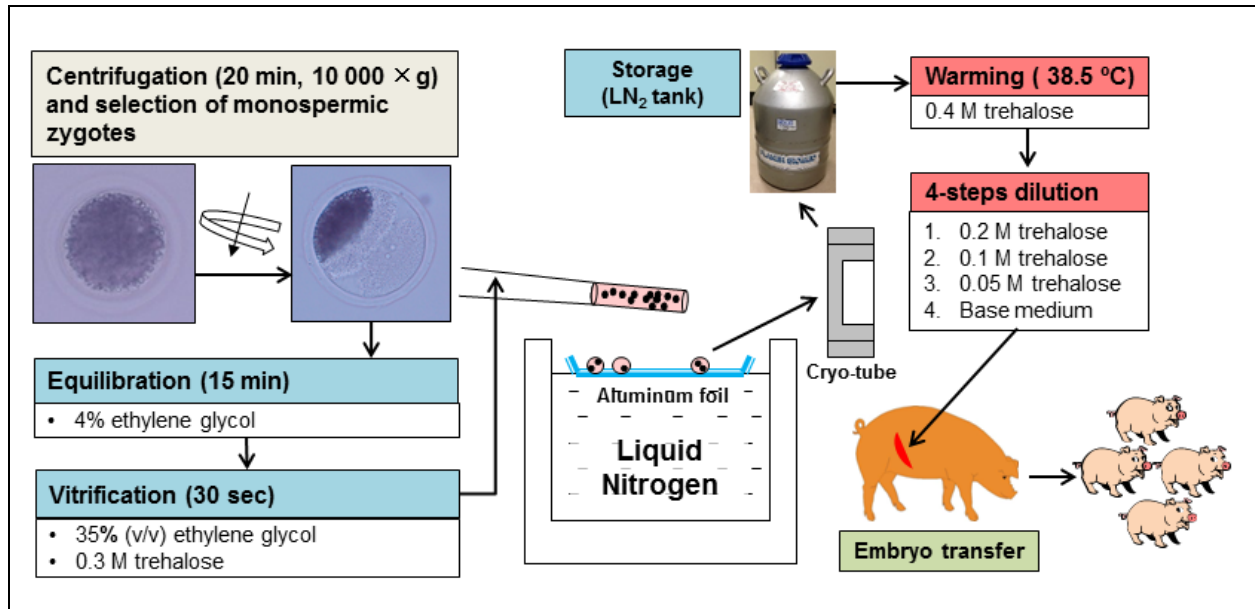 Centrifugation (20 min, 10 000 × g)
and selection of monospermic
zygotes
Equilibration (15 min)
• 4% ethylene glycol
Vitrification (30 sec)
• 35% (v/v) ethylene glycol
• 0.3 M trehalose
Aluminum foil
Liquid
Nitrogen
Cryo-tube
Storage
(LN₂ tank)
Warming ( 38.5 ºC)
0.4 M trehalose
4-steps dilution
1. 0.2 M trehalose
2. 0.1 M trehalose
3. 0.05 M trehalose
4. Base medium
Embryo transfer